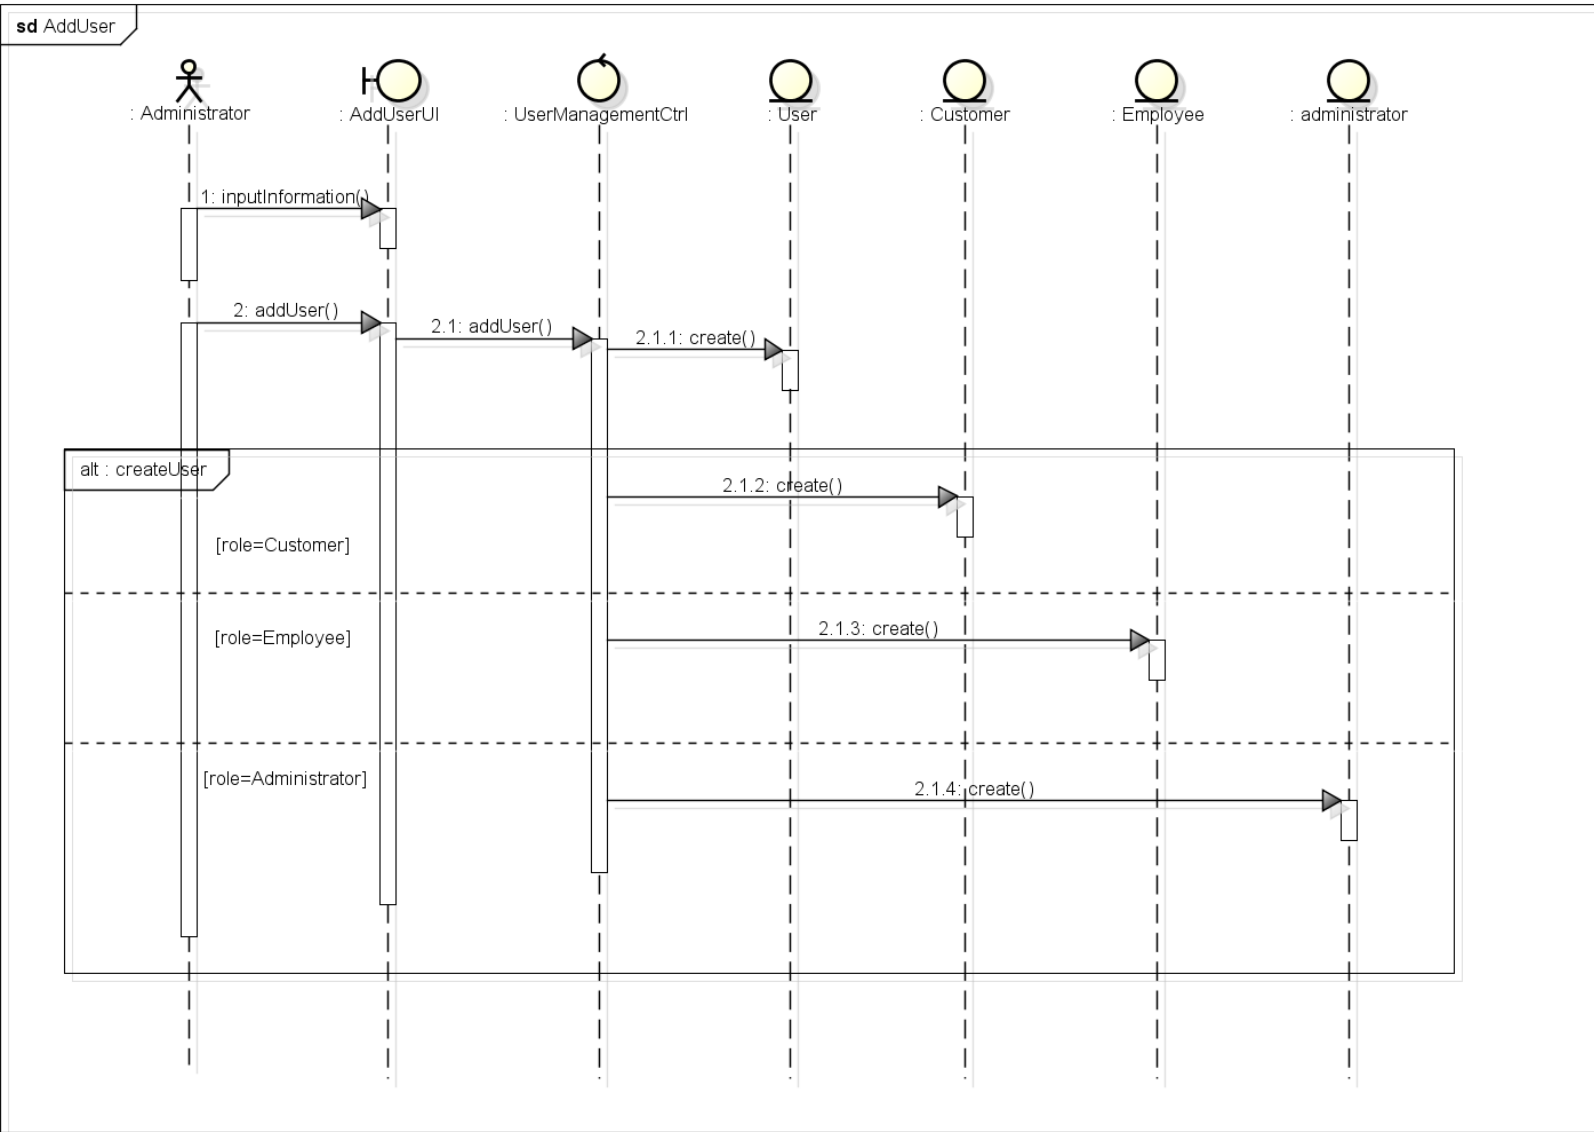 sd AddUser
: Administrator
: AddUserUI
: UserManagementCtrl
: User
: Customer
: Employee
: administrator
1: inputInformation()
2: addUser()
2.1: addUser()
2.1.1: create()
alt : createUser
2.1.2: create()
[role=Customer]
2.1.3: create()
[role=Employee]
[role=Administrator]
2.1.4: create()